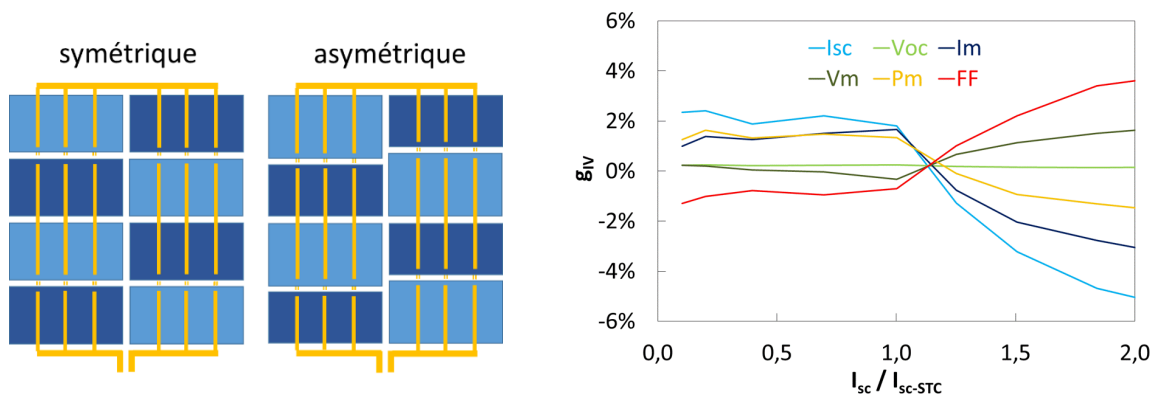 symétrique
asymétrique
6%
4%
2%
0%
-2%
-4%
-6%
gIV
Isc Voc Im
Vm Pm FF
0,0 0,5 1,0 1,5 2,0
Isc / Isc-STC